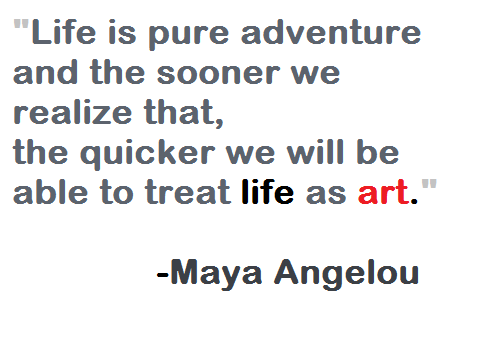 "Life is pure adventure
and the sooner we
realize that,
the quicker we will be
able to treat life as art."
-Maya Angelou